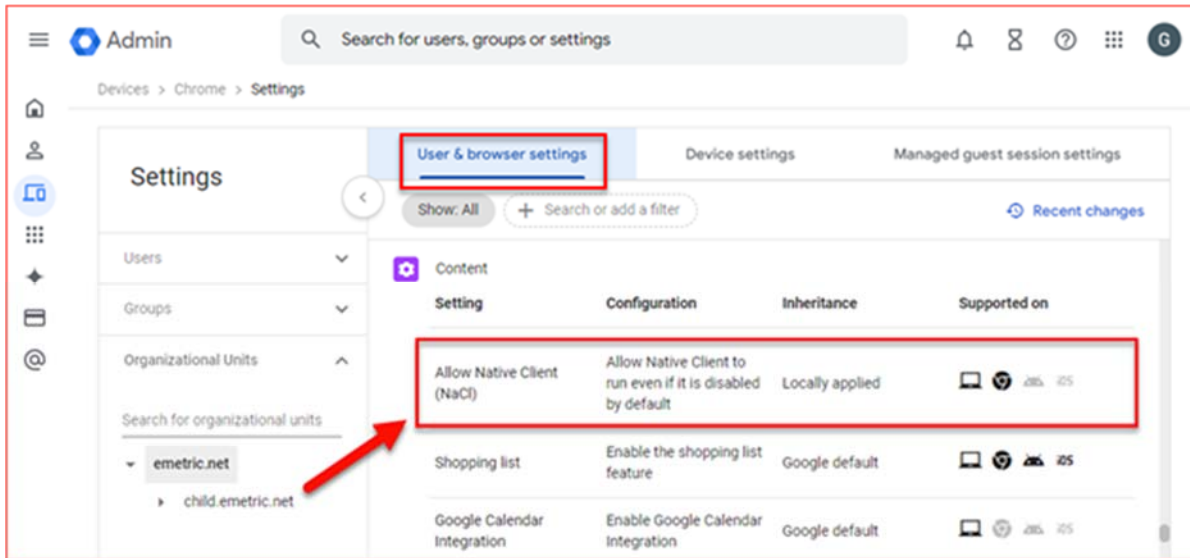 Admin
Search for users, groups or settings
G
Devices > Chrome > Settings
Settings
User & browser settings
Device settings
Managed guest session settings
Show: All
+ Search or add a filter
Recent changes
Users
Groups
Organizational Units
Search for organizational units
emetric.net
child.emetric.net
Content
Setting Configuration Inheritance Supported on
Allow Native Client
(NaCl)
Allow Native Client to
run even if it is disabled
by default
Locally applied
iOS
Shopping list
Enable the shopping list
feature
Google default
iOS
Google Calendar
Integration
Enable Google Calendar
Integration
Google default
iOS